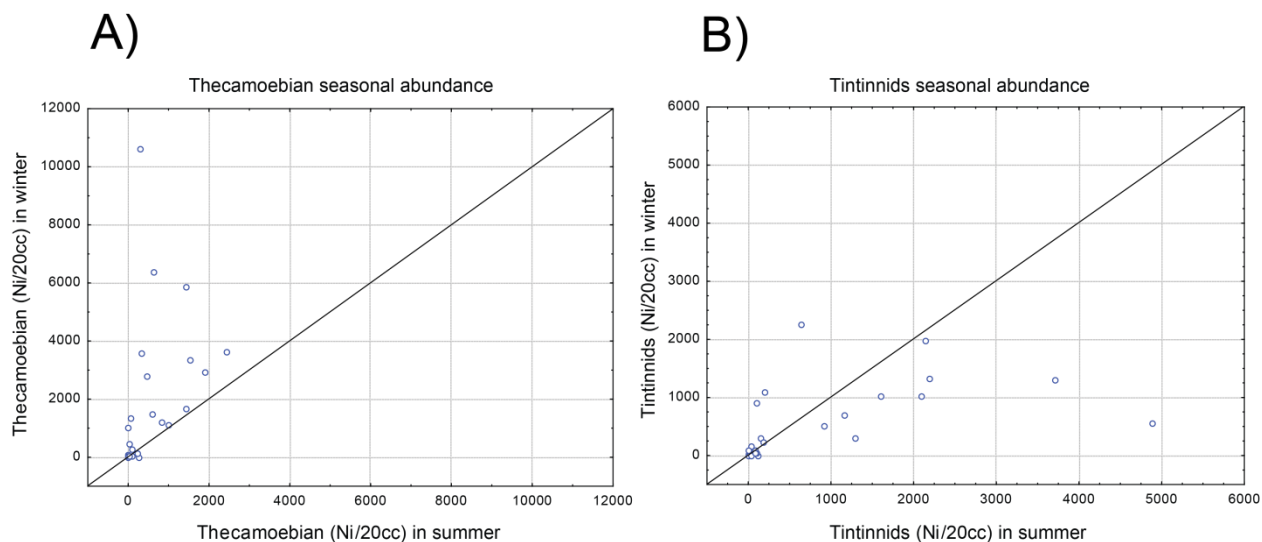 A)
Thecamoebian seasonal abundance
12000
10000
8000
6000
4000
2000
0
0 2000 4000 6000 8000 10000 12000
Thecamoebian (Ni/20cc) in winter
Thecamoebian (Ni/20cc) in summer
B)
Tintinnids seasonal abundance
6000
5000
4000
3000
2000
1000
0
0 1000 2000 3000 4000 5000 6000
Tintinnids (Ni/20cc) in winter
Tintinnids (Ni/20cc) in summer